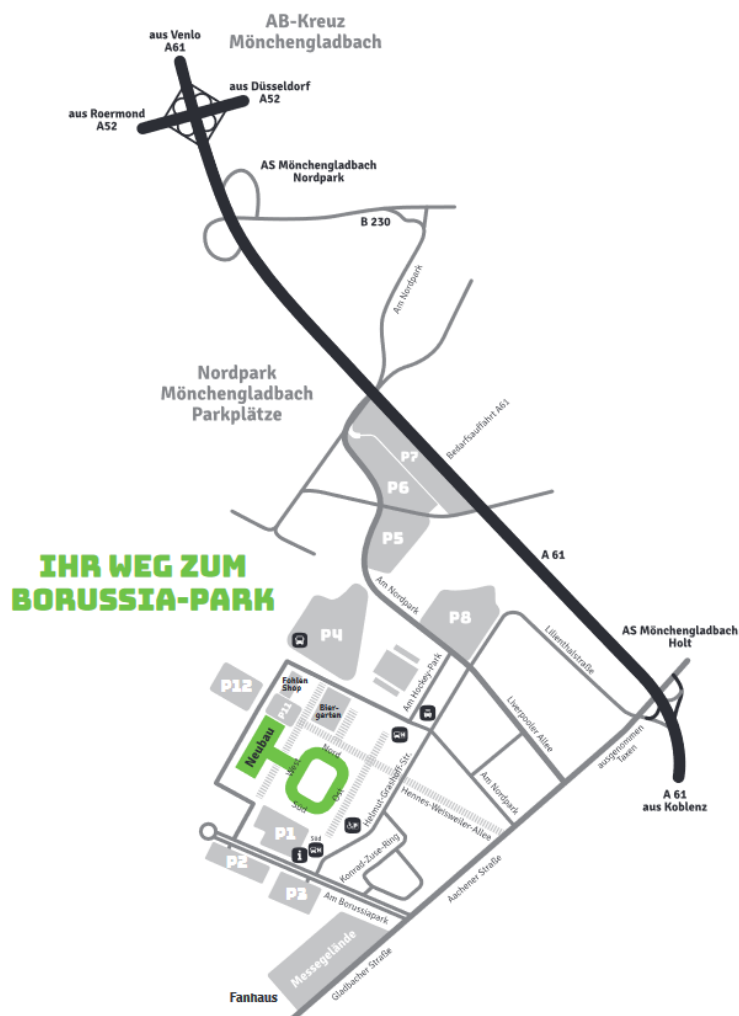 AB-Kreuz
Mönchengladbach
aus Venlo
A61
aus Düsseldorf
A52
aus Roermond
A52
AS Mönchengladbach
Nordpark
B 230
Am Nordpark
Nordpark
Mönchengladbach
Parkplätze
Bedarfsauffahrt A61
P7
P6
P5
A 61
IHR WEG ZUM
BORUSSIA-PARK
Am Nordpark
P8
P4
AS Mönchengladbach
Holt
Lilienthalstraße
P12
Fohlen
Shop
Am Hockey-Park
Liverpooler Allee
P11
Bier-
garten
ausgenommen
Taxen
Neubau
Nord
West
Ost
Süd
Helmut-Grashoff-Str.
Hennes-Weisweiler-Allee
Am Nordpark
A 61
aus Koblenz
P1
Süd
Konrad-Zuse-Ring
P2
P3
Am Borussiapark
Aachener Straße
Messegelände
Gladbacher Straße
Fanhaus